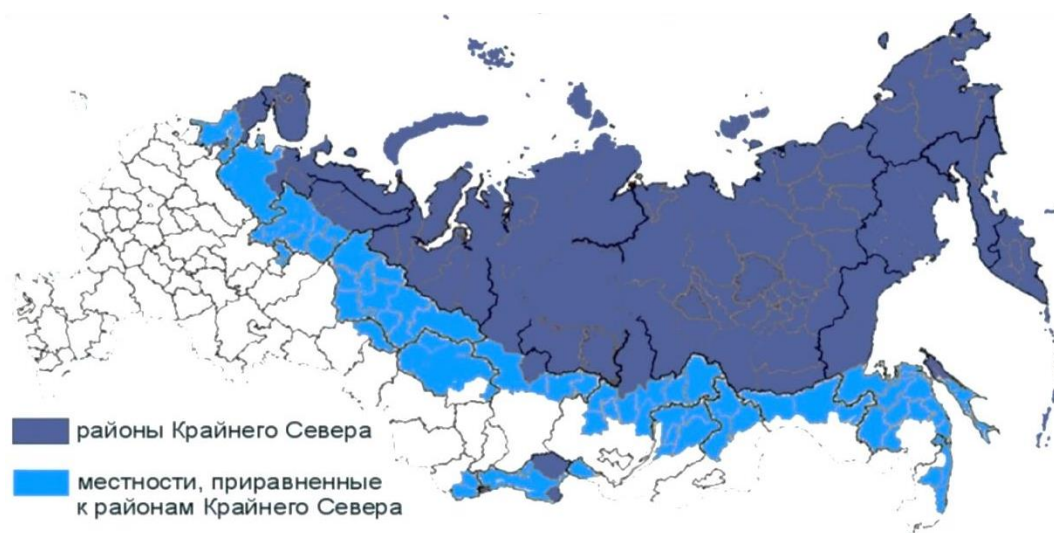 районы Крайнего Севера
местности, приравненные
к районам Крайнего Севера